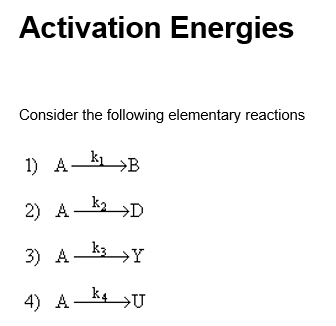 Activation Energies
Consider the following elementary reactions
1) A k₁→B
2) A k₂→D
3) A k₃→Y
4) A k₄→U